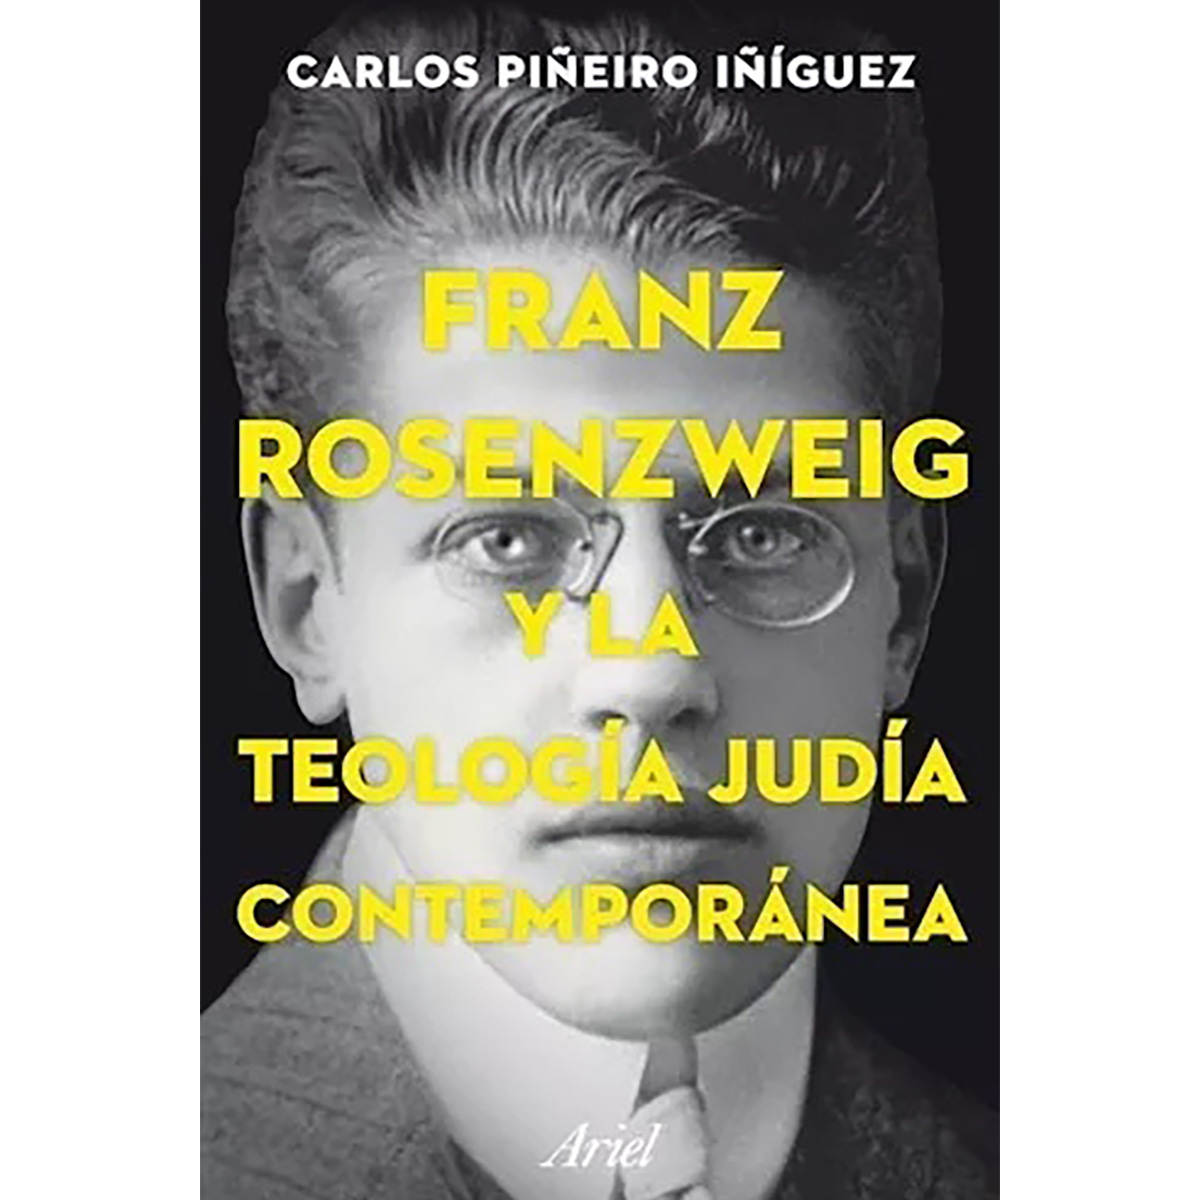 CARLOS PIÑEIRO IÑÍGUEZ
FRANZ
ROSENZWEIG
Y LA
TEOLOGÍA JUDÍA
CONTEMPORÁNEA
Ariel